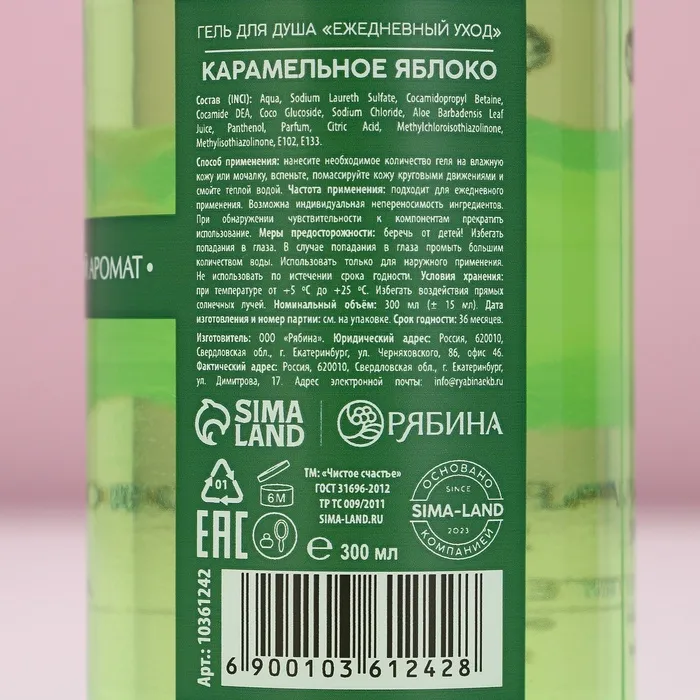 ГЕЛЬ ДЛЯ ДУША «ЕЖЕДНЕВНЫЙ УХОД»
КАРАМЕЛЬНОЕ ЯБЛОКО
Состав (INCI): Aqua, Sodium Laureth Sulfate, Cocamidopropyl Betaine,
Cocamide DEA, Coco Glucoside, Sodium Chloride, Aloe Barbadensis Leaf
Juice, Panthenol, Parfum, Citric Acid, Methylchloroisothiazolinone,
Methylisothiazolinone, E102, E133.
Способ применения: нанесите необходимое количество геля на влажную
кожу или мочалку, вспеньте, помассируйте кожу круговыми движениями и
смойте тёплой водой. Частота применения: подходит для ежедневного
применения. Возможна индивидуальная непереносимость ингредиентов.
При обнаружении чувствительности к компонентам прекратить
использование. Меры предосторожности: беречь от детей! Избегать
попадания в глаза. В случае попадания в глаза промыть большим
количеством воды. Использовать только для наружного применения.
Не использовать по истечении срока годности. Условия хранения:
при температуре от +5 °С до +25 °С. Избегать воздействия прямых
солнечных лучей. Номинальный объём: 300 мл (± 15 мл). Дата
изготовления и номер партии: см. на упаковке. Срок годности: 36 месяцев.
Изготовитель: ООО «Рябина». Юридический адрес: Россия, 620010,
Свердловская обл., г. Екатеринбург, ул. Черняховского, 86, офис 46.
Фактический адрес: Россия, 620010, Свердловская обл., г. Екатеринбург,
ул. Димитрова, 17. Адрес электронной почты: info@ryabinaekb.ru
Й АРОМАТ •
SIMA
LAND
РЯБИНА
01
6M
ТМ: «Чистое счастье»
ГОСТ 31696-2012
ТР ТС 009/2011
SIMA-LAND.RU
ОСНОВАНО
SINCE
SIMA-LAND
2023
КОМПАНИЕЙ
EAC
℮ 300 мл
Арт.: 10361242
6 900103 612428